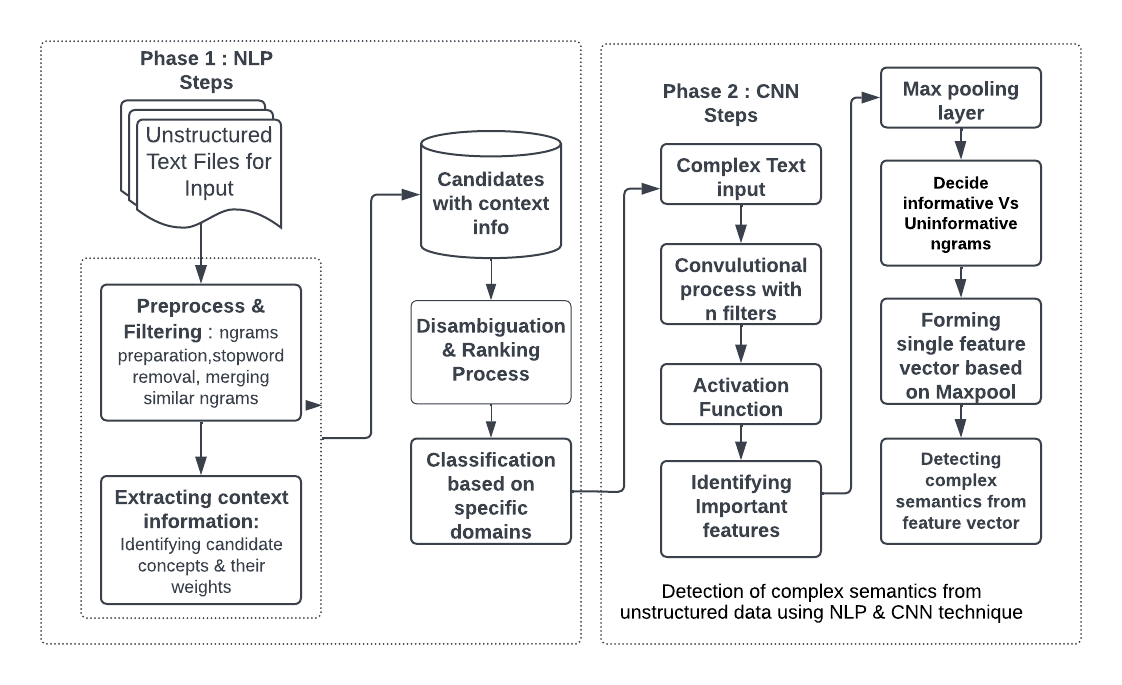 Phase 1 : NLP
Steps
Unstructured
Text Files for
Input
Preprocess &
Filtering : ngrams
preparation,stopword
removal, merging
similar ngrams
Extracting context
information:
Identifying candidate
concepts & their
weights
Candidates
with context
info
Disambiguation
& Ranking
Process
Classification
based on
specific
domains
Phase 2 : CNN
Steps
Complex Text
input
Convulutional
process with
n filters
Activation
Function
Identifying
Important
features
Max pooling
layer
Decide
informative Vs
Uninformative
ngrams
Forming
single feature
vector based
on Maxpool
Detecting
complex
semantics from
feature vector
Detection of complex semantics from
unstructured data using NLP & CNN technique